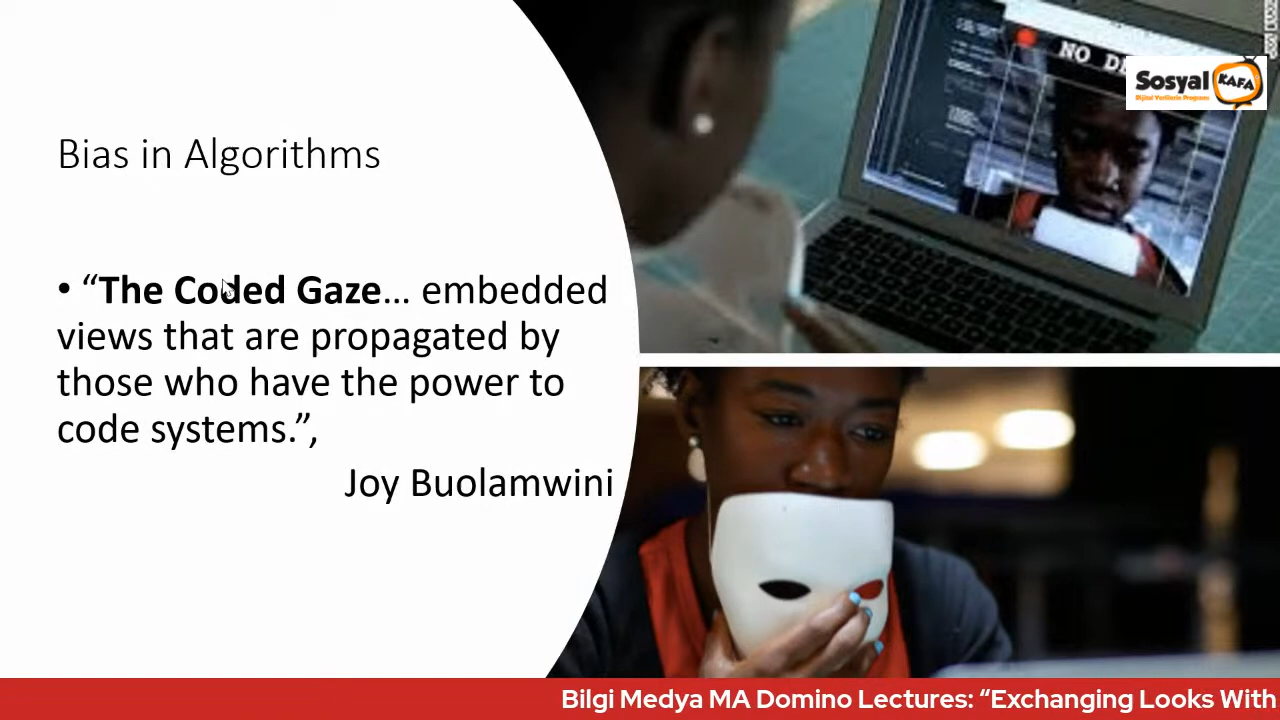 Bias in Algorithms
• “The Coded Gaze… embedded
views that are propagated by
those who have the power to
code systems.”,
Joy Buolamwini
NO D
Sosyal KAFA
Bilgi Medya MA Domino Lectures: “Exchanging Looks With